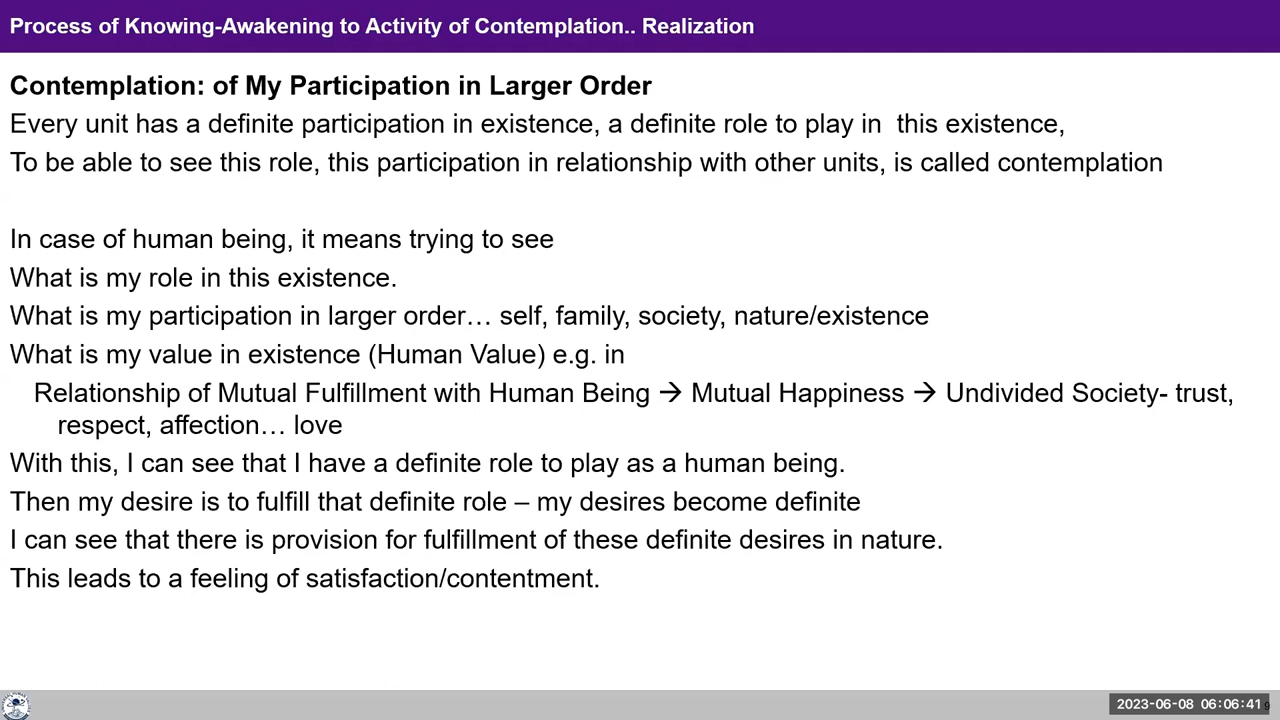 Process of Knowing-Awakening to Activity of Contemplation.. Realization
Contemplation: of My Participation in Larger Order
Every unit has a definite participation in existence, a definite role to play in  this existence,
To be able to see this role, this participation in relationship with other units, is called contemplation
In case of human being, it means trying to see
What is my role in this existence.
What is my participation in larger order… self, family, society, nature/existence
What is my value in existence (Human Value) e.g. in
Relationship of Mutual Fulfillment with Human Being → Mutual Happiness → Undivided Society- trust,
respect, affection… love
With this, I can see that I have a definite role to play as a human being.
Then my desire is to fulfill that definite role – my desires become definite
I can see that there is provision for fulfillment of these definite desires in nature.
This leads to a feeling of satisfaction/contentment.
2023-06-08 06:06:41
9